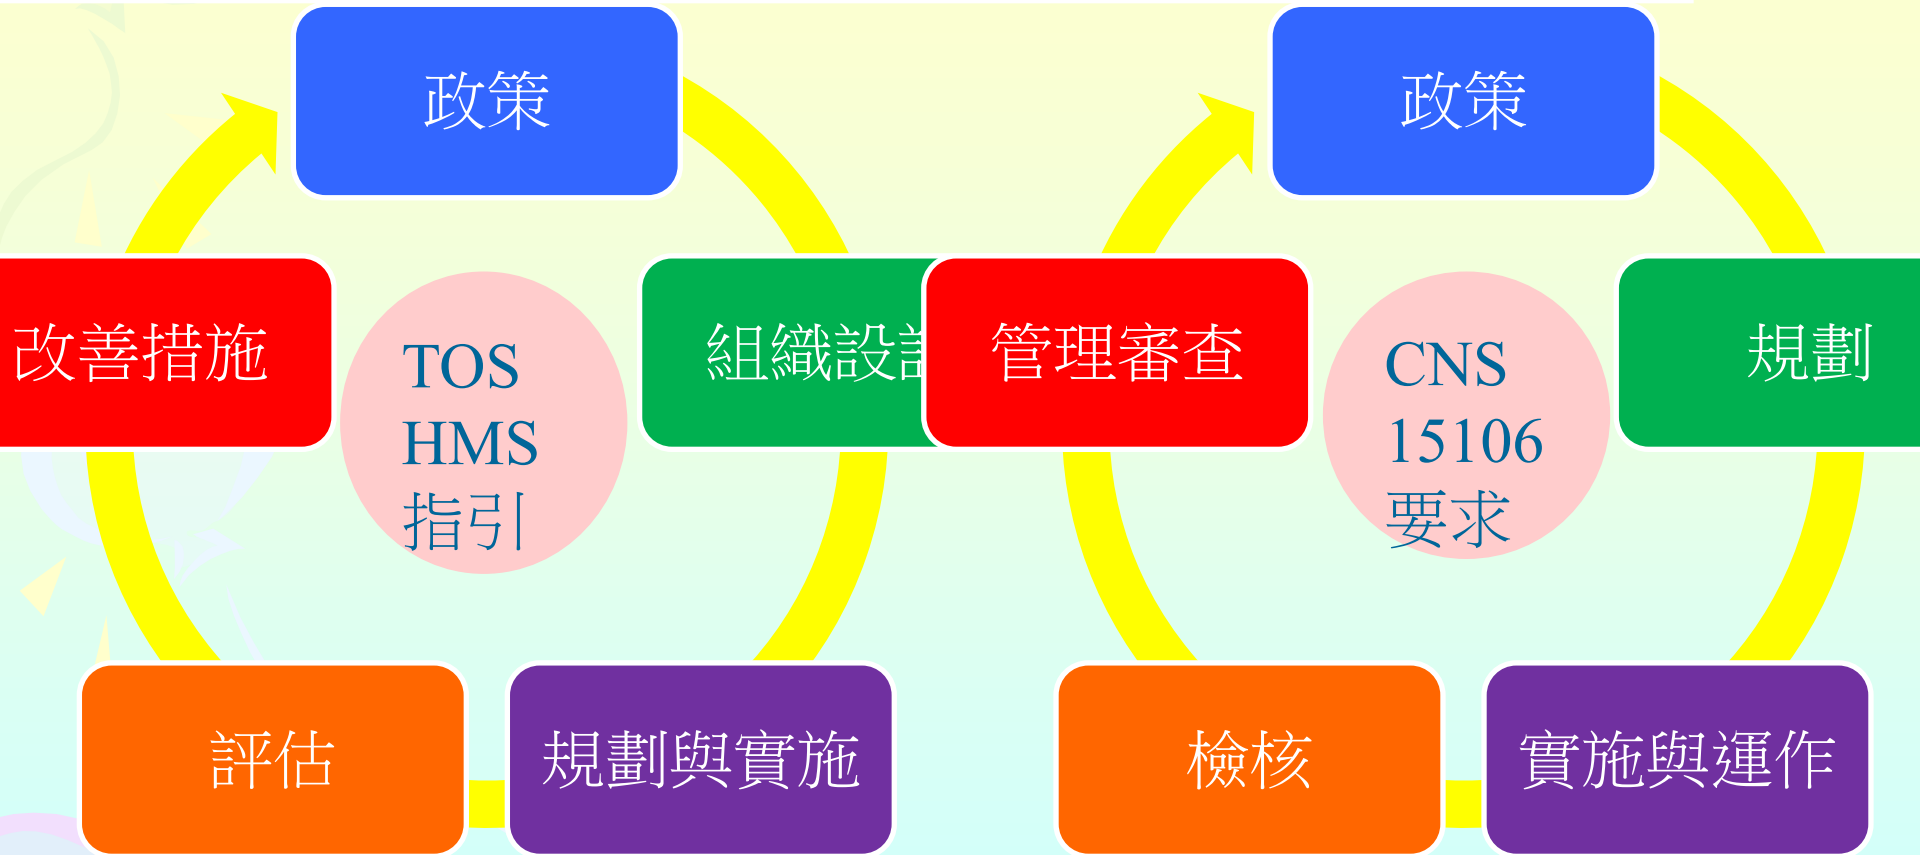 政策
改善措施
TOS
HMS
指引
組織設
評估
規劃與實施
政策
管理審查
CNS
15106
要求
規劃
檢核
實施與運作